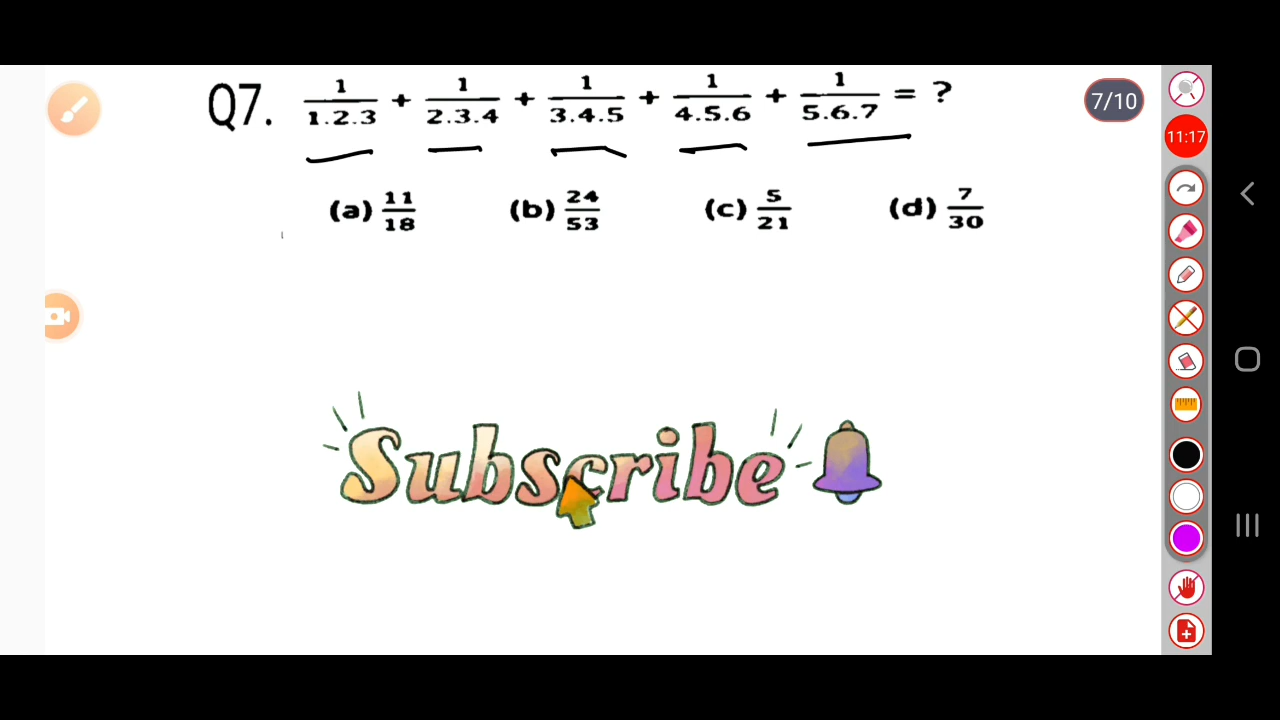 Q7. 1/1.2.3 + 1/2.3.4 + 1/3.4.5 + 1/4.5.6 + 1/5.6.7 = ?
7/10
11:17
(a) 11/18 (b) 24/53 (c) 5/21 (d) 7/30
Subscribe